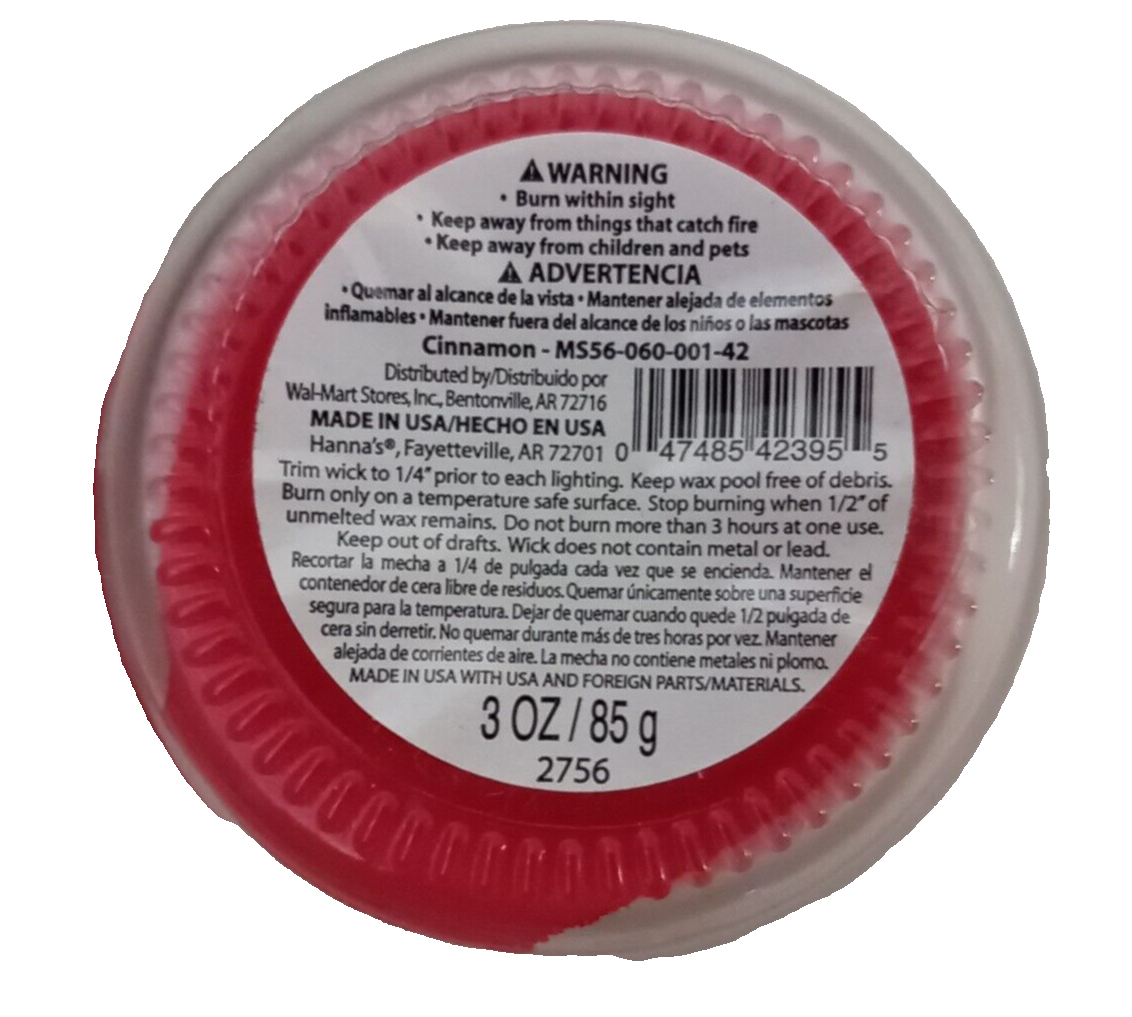 ⚠ WARNING
• Burn within sight
• Keep away from things that catch fire
• Keep away from children and pets
⚠ ADVERTENCIA
• Quemar al alcance de la vista • Mantener alejada de elementos
inflamables • Mantener fuera del alcance de los niños o las mascotas
Cinnamon - MS56-060-001-42
Distributed by/Distribuido por
Wal-Mart Stores, Inc., Bentonville, AR 72716
MADE IN USA/HECHO EN USA
Hanna's®, Fayetteville, AR 72701
0 47485 42395 5
Trim wick to 1/4" prior to each lighting. Keep wax pool free of debris.
Burn only on a temperature safe surface. Stop burning when 1/2" of
unmelted wax remains. Do not burn more than 3 hours at one use.
Keep out of drafts. Wick does not contain metal or lead.
Recortar la mecha a 1/4 de pulgada cada vez que se encienda. Mantener el
contenedor de cera libre de residuos. Quemar únicamente sobre una superficie
segura para la temperatura. Dejar de quemar cuando quede 1/2 pulgada de
cera sin derretir. No quemar durante más de tres horas por vez. Mantener
alejada de corrientes de aire. La mecha no contiene metales ni plomo.
MADE IN USA WITH USA AND FOREIGN PARTS/MATERIALS.
3 OZ / 85 g
2756